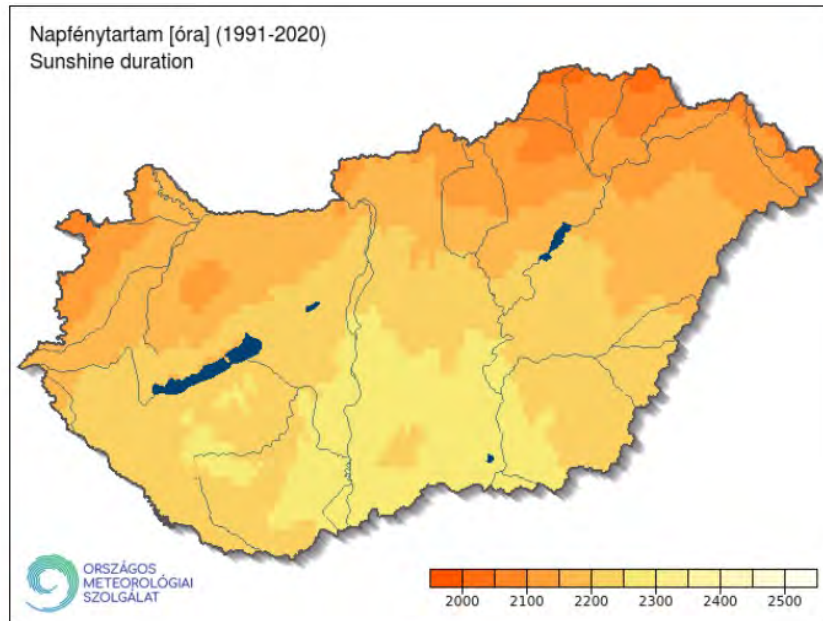 Napfénytartam [óra] (1991-2020)
Sunshine duration
ORSZÁGOS
METEOROLÓGIAI
SZOLGÁLAT
2000 2100 2200 2300 2400 2500